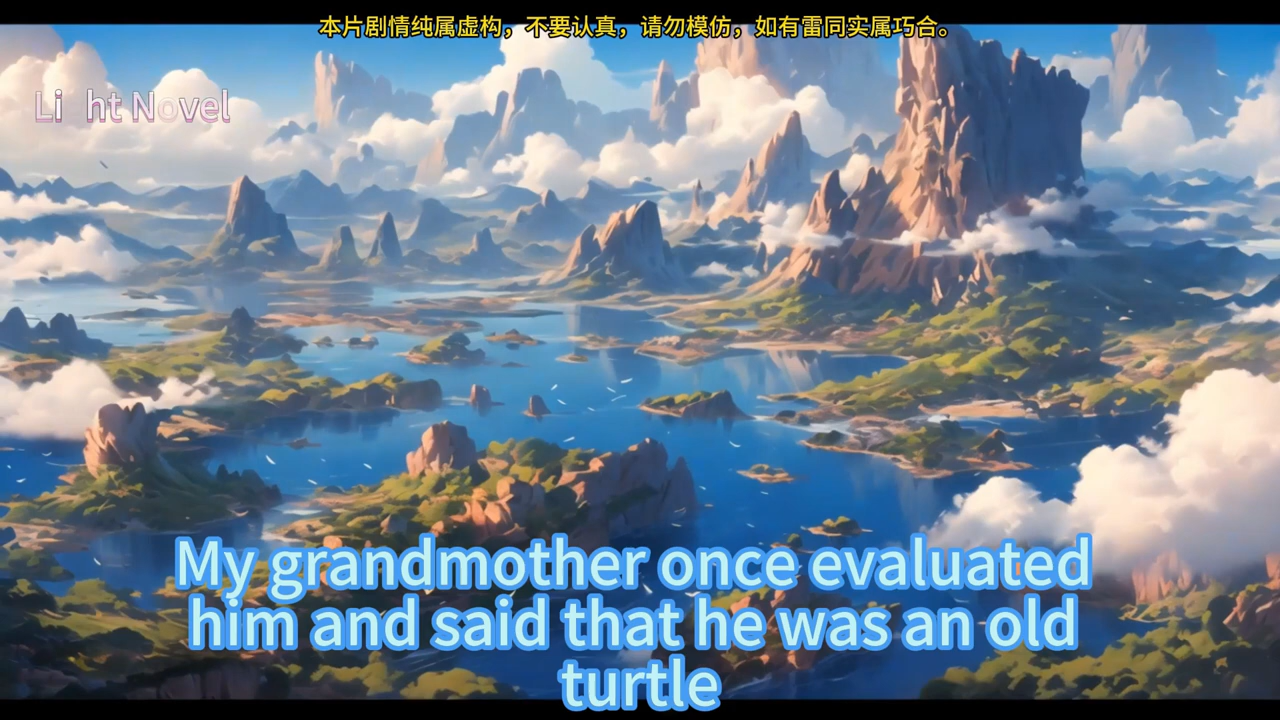 本片剧情纯属虚构，不要认真，请勿模仿，如有雷同实属巧合。
Li ht Novel
My grandmother once evaluated
him and said that he was an old
turtle